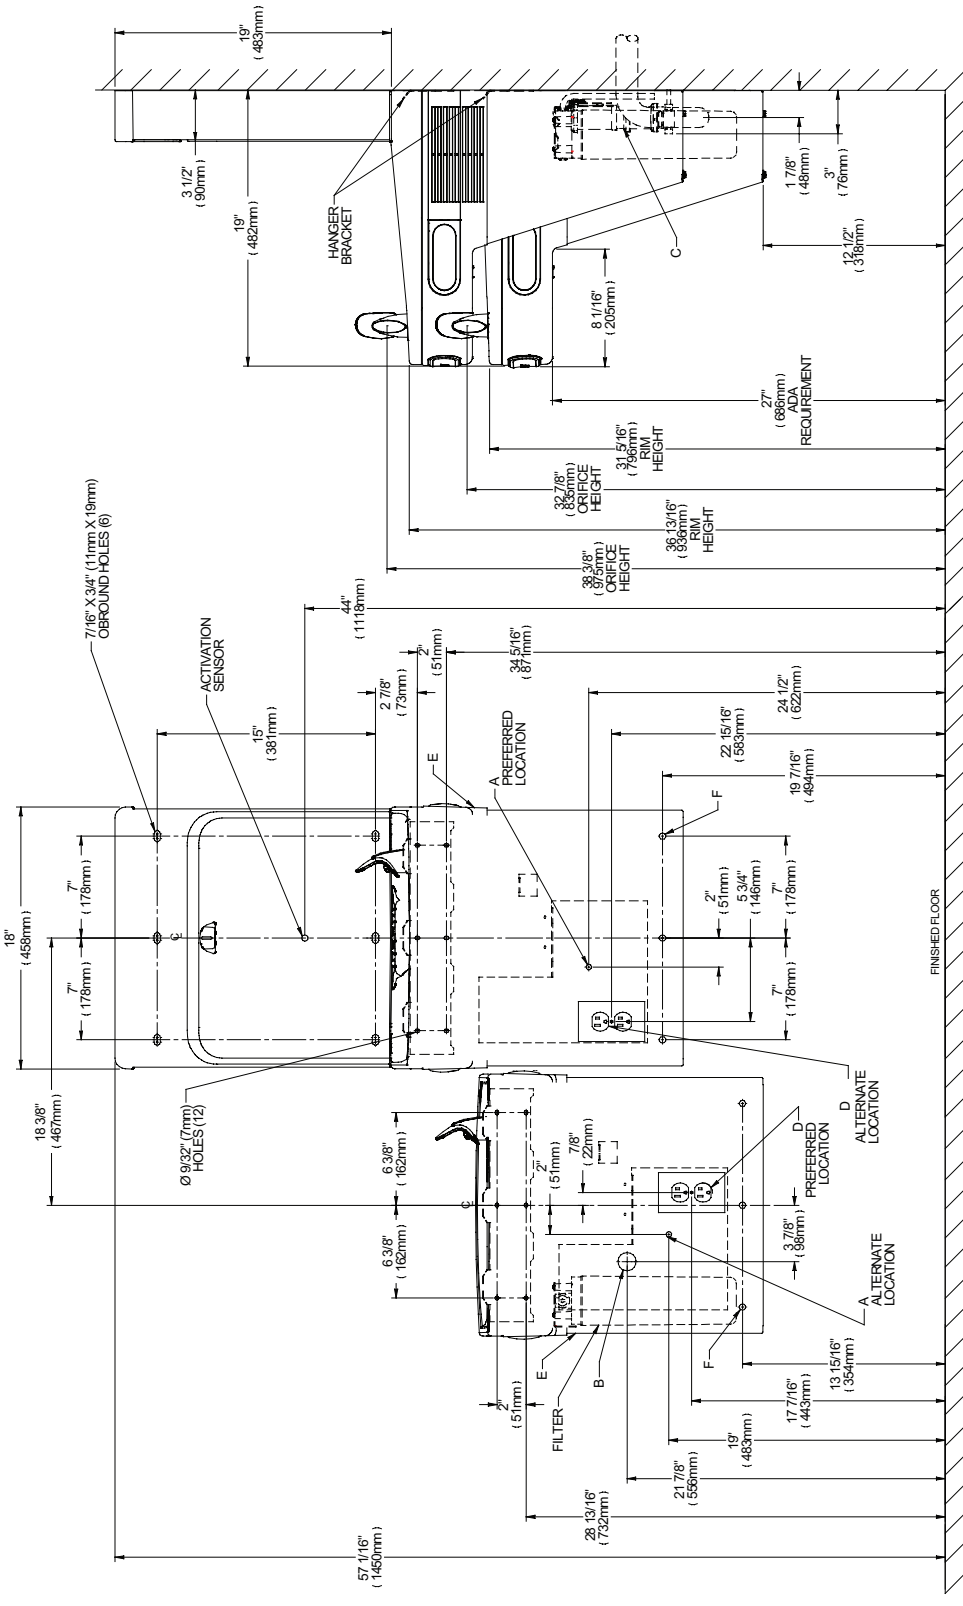 19"
( 483mm)
3 1/2"
( 90mm)
19"
( 482mm)
HANGER
BRACKET
1 7/8"
( 48mm)
3"
( 76mm)
C
12 1/2"
( 318mm)
8 1/16"
( 205mm)
27"
( 686mm)
ADA
REQUIREMENT
31 5/16"
( 796mm)
RIM
HEIGHT
32 7/8"
( 835mm)
ORIFICE
HEIGHT
36 13/16"
( 936mm)
RIM
HEIGHT
38 3/8"
( 975mm)
ORIFICE
HEIGHT
7/16" X 3/4" (11mm X 19mm)
OBROUND HOLES (6)
44"
( 1118mm)
ACTIVATION
SENSOR
15"
( 381mm)
2 7/8"
( 73mm)
2"
( 51mm)
34 5/16"
( 871mm)
E
A
PREFERRED
LOCATION
24 1/2"
( 622mm)
22 15/16"
( 583mm)
19 7/16"
( 494mm)
F
18"
( 458mm)
7"
( 178mm)
7"
( 178mm)
CL
2"
( 51mm)
5 3/4"
( 146mm)
7"
( 178mm)
7"
( 178mm)
FINISHED FLOOR
18 3/8"
( 467mm)
Ø 9/32" (7mm)
HOLES (12)
6 3/8"
( 162mm)
6 3/8"
( 162mm)
CL
2"
( 51mm)
7/8"
( 22mm)
D
PREFERRED
LOCATION
D
ALTERNATE
LOCATION
3 7/8"
( 98mm)
A
ALTERNATE
LOCATION
2"
( 51mm)
E
FILTER
B
F
13 15/16"
( 354mm)
17 7/16"
( 443mm)
19"
( 483mm)
21 7/8"
( 556mm)
28 13/16"
( 732mm)
57 1/16"
( 1450mm)